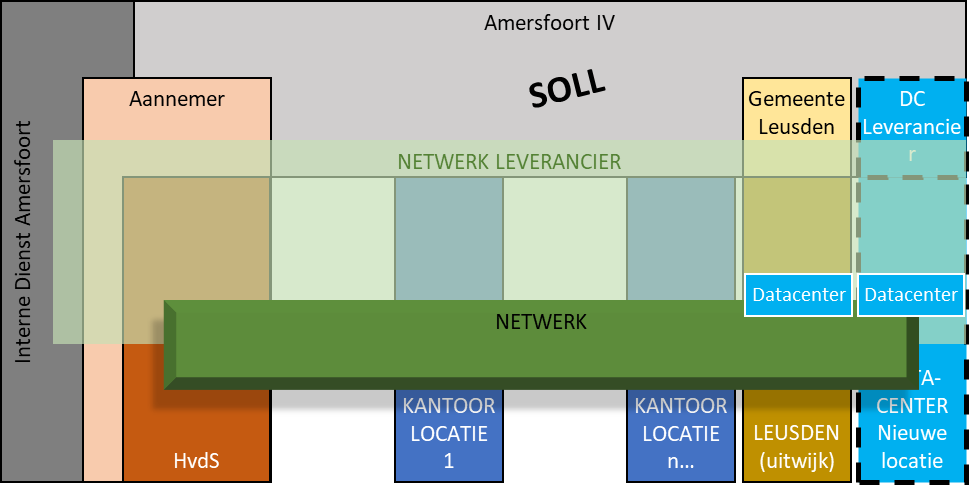 Amersfoort IV
SOLL
Interne Dienst Amersfoort
Aannemer
Gemeente
Leusden
DC
Leverancie
r
NETWERK LEVERANCIER
Datacenter
Datacenter
NETWERK
HvdS
KANTOOR
LOCATIE
1
KANTOOR
LOCATIE
n...
LEUSDEN
(uitwijk)
TA-
CENTER
Nieuwe
locatie